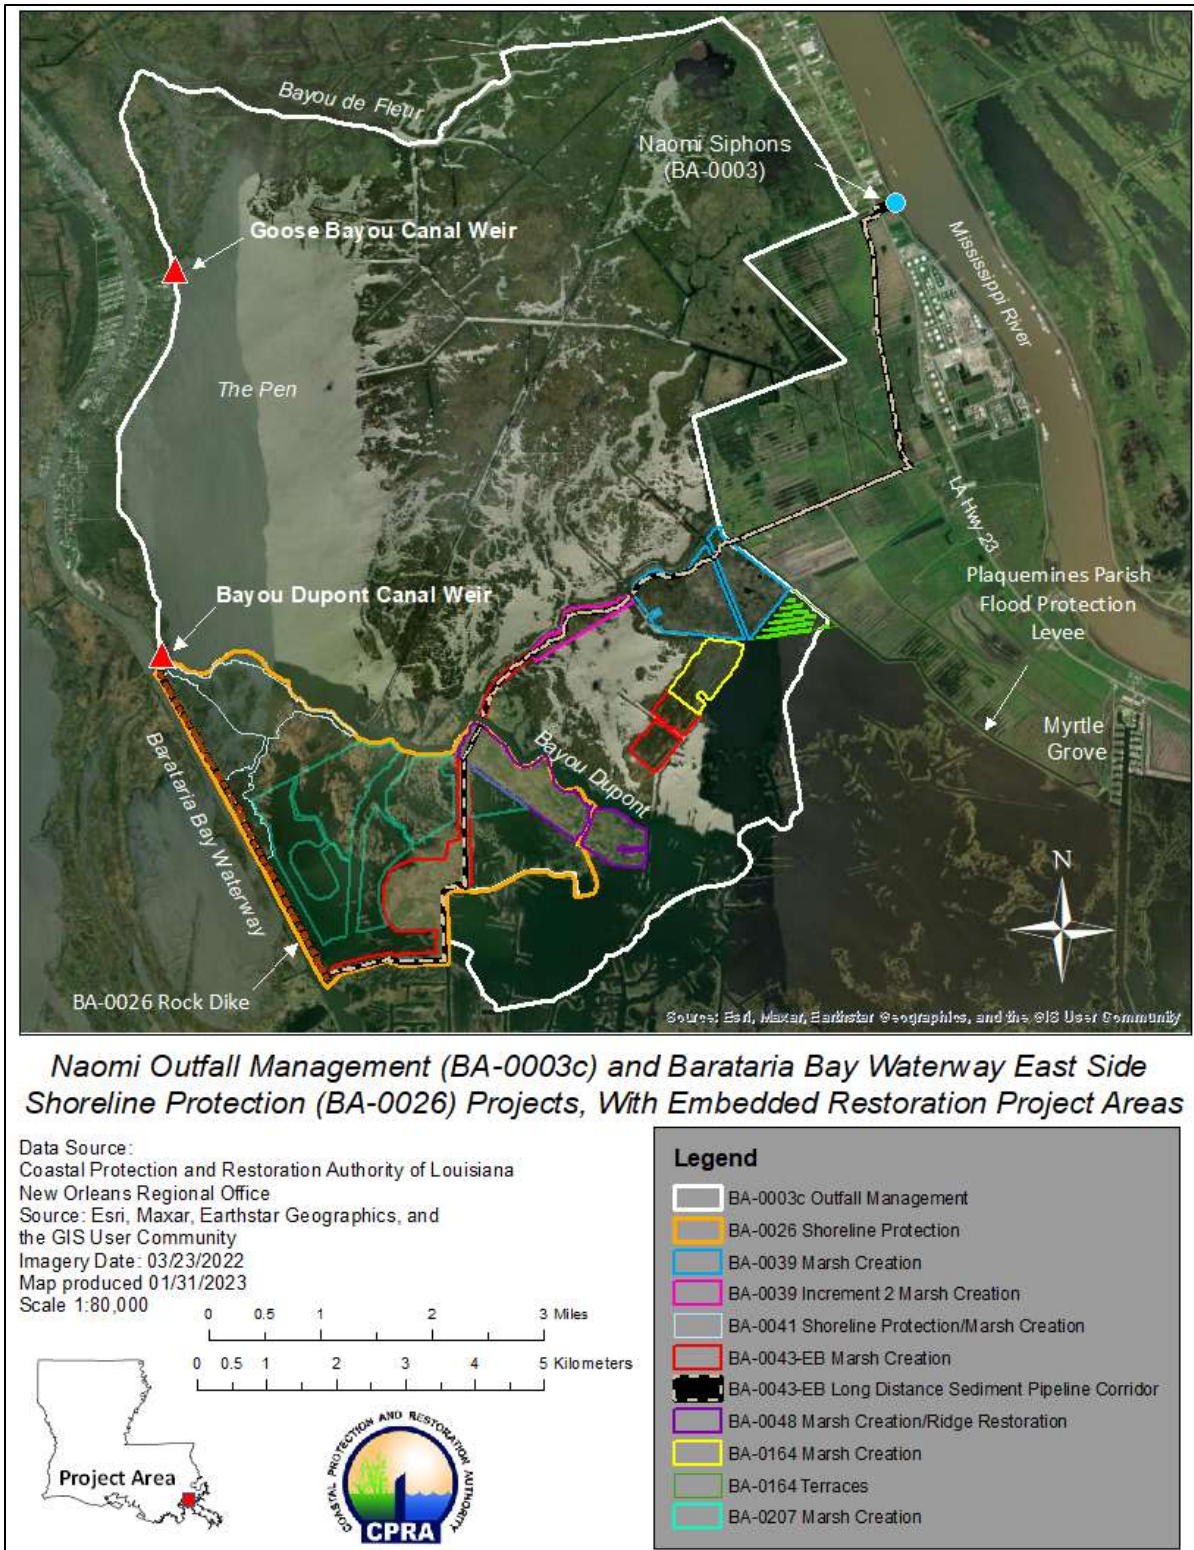 Bayou de Fleur
Naomi Siphons
(BA-0003)
Goose Bayou Canal Weir
Mississippi River
The Pen
LA Hwy 23
Plaquemines Parish
Flood Protection
Levee
Bayou Dupont Canal Weir
Myrtle
Grove
Bayou Dupont
Barataria Bay Waterway
N
BA-0026 Rock Dike
Source: Esri, Maxar, Earthstar Geographics, and the GIS User Community
Naomi Outfall Management (BA-0003c) and Barataria Bay Waterway East Side
Shoreline Protection (BA-0026) Projects, With Embedded Restoration Project Areas
Data Source:
Coastal Protection and Restoration Authority of Louisiana
New Orleans Regional Office
Source: Esri, Maxar, Earthstar Geographics, and
the GIS User Community
Imagery Date: 03/23/2022
Map produced 01/31/2023
Scale 1:80,000
0 0.5 1 2 3 Miles
0 0.5 1 2 3 4 5 Kilometers
Project Area
COASTAL PROTECTION AND RESTORATION AUTHORITY
CPRA
Legend
BA-0003c Outfall Management
BA-0026 Shoreline Protection
BA-0039 Marsh Creation
BA-0039 Increment 2 Marsh Creation
BA-0041 Shoreline Protection/Marsh Creation
BA-0043-EB Marsh Creation
BA-0043-EB Long Distance Sediment Pipeline Corridor
BA-0048 Marsh Creation/Ridge Restoration
BA-0164 Marsh Creation
BA-0164 Terraces
BA-0207 Marsh Creation